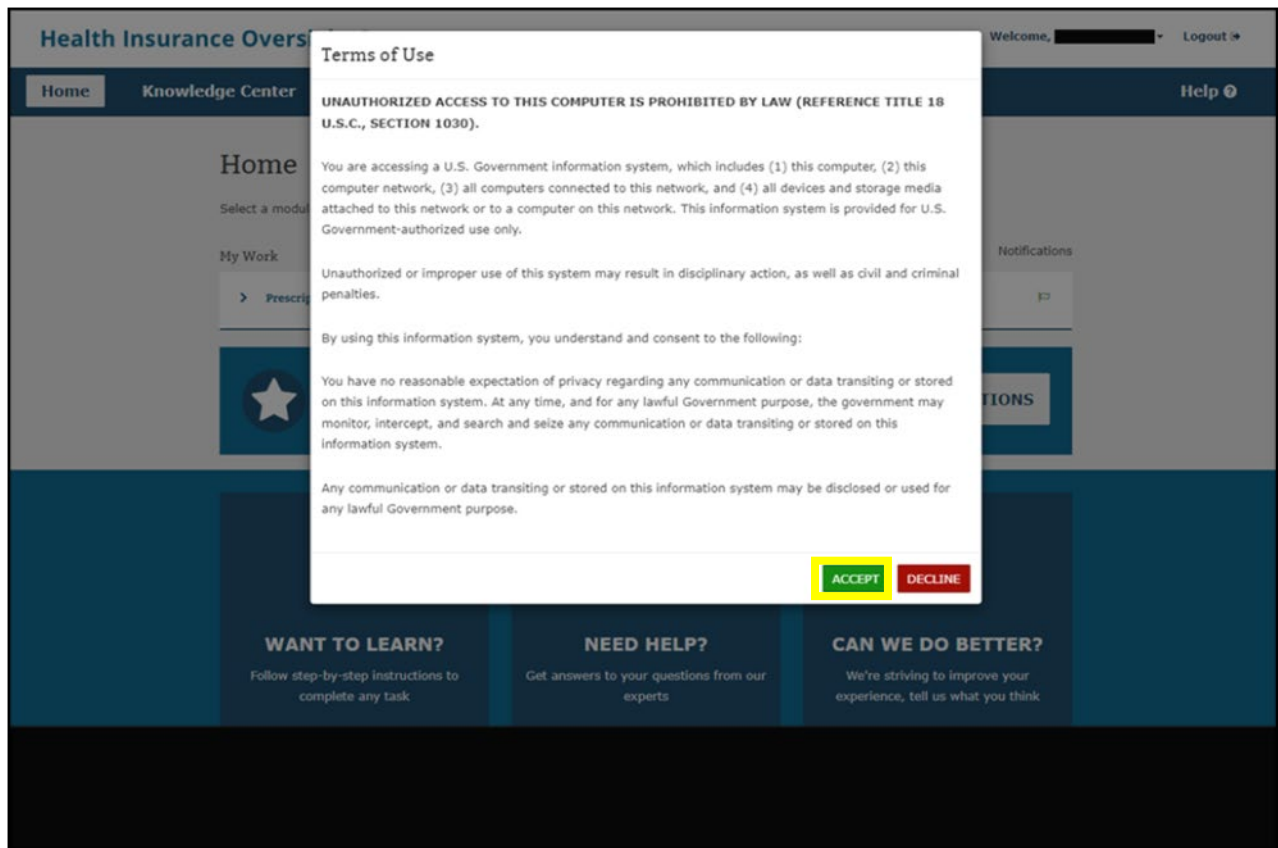 Health Insurance Overs
Welcome,
Logout
Home
Knowledge Center
Help
Terms of Use
UNAUTHORIZED ACCESS TO THIS COMPUTER IS PROHIBITED BY LAW (REFERENCE TITLE 18
U.S.C., SECTION 1030).
You are accessing a U.S. Government information system, which includes (1) this computer, (2) this
computer network, (3) all computers connected to this network, and (4) all devices and storage media
attached to this network or to a computer on this network. This information system is provided for U.S.
Government-authorized use only.
Unauthorized or improper use of this system may result in disciplinary action, as well as civil and criminal
penalties.
By using this information system, you understand and consent to the following:
You have no reasonable expectation of privacy regarding any communication or data transiting or stored
on this information system. At any time, and for any lawful Government purpose, the government may
monitor, intercept, and search and seize any communication or data transiting or stored on this
information system.
Any communication or data transiting or stored on this information system may be disclosed or used for
any lawful Government purpose.
ACCEPT
DECLINE
Home
Select a modul
My Work
Notifications
Prescrip
TIONS
WANT TO LEARN?
Follow step-by-step instructions to
complete any task
NEED HELP?
Get answers to your questions from our
experts
CAN WE DO BETTER?
We're striving to improve your
experience, tell us what you think